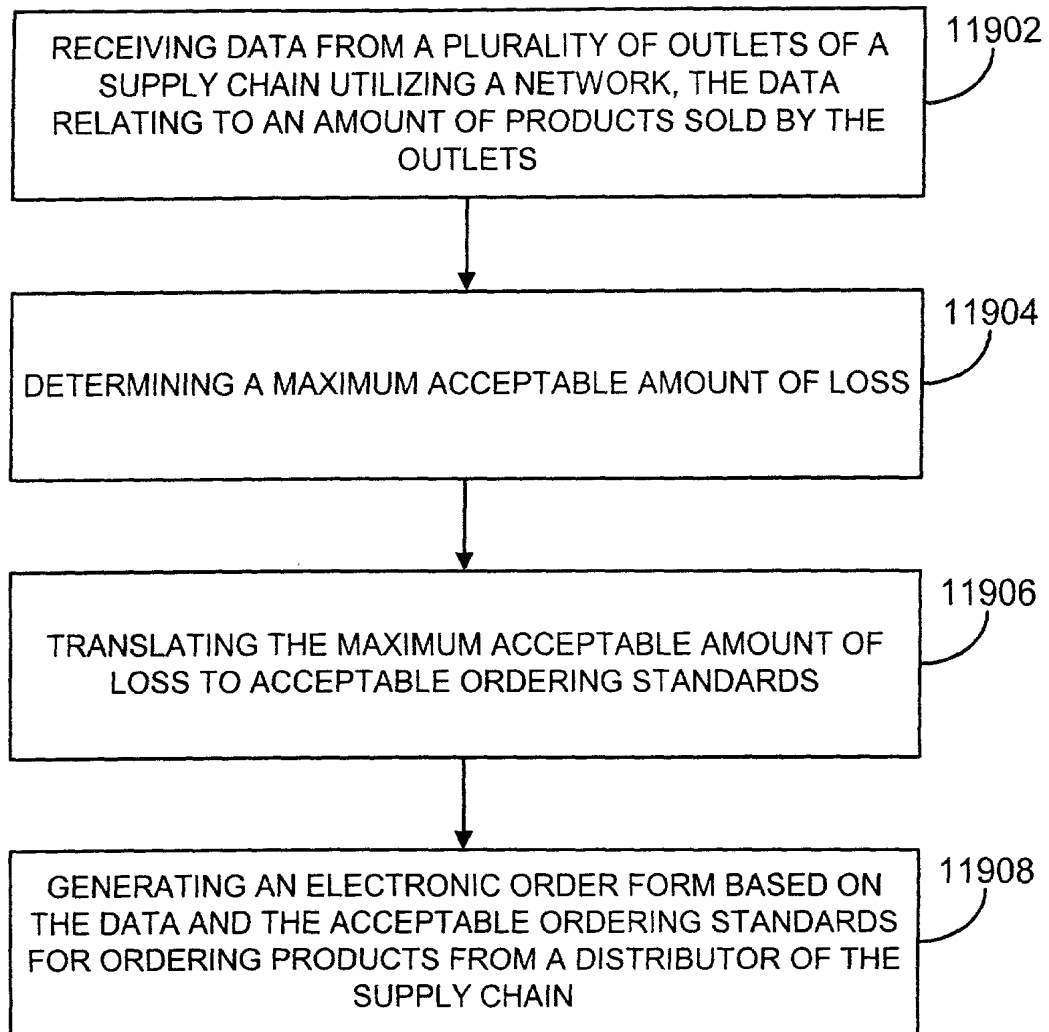 RECEIVING DATA FROM A PLURALITY OF OUTLETS OF A
SUPPLY CHAIN UTILIZING A NETWORK, THE DATA
RELATING TO AN AMOUNT OF PRODUCTS SOLD BY THE
OUTLETS
11902
DETERMINING A MAXIMUM ACCEPTABLE AMOUNT OF LOSS
11904
TRANSLATING THE MAXIMUM ACCEPTABLE AMOUNT OF
LOSS TO ACCEPTABLE ORDERING STANDARDS
11906
GENERATING AN ELECTRONIC ORDER FORM BASED ON
THE DATA AND THE ACCEPTABLE ORDERING STANDARDS
FOR ORDERING PRODUCTS FROM A DISTRIBUTOR OF THE
SUPPLY CHAIN
11908